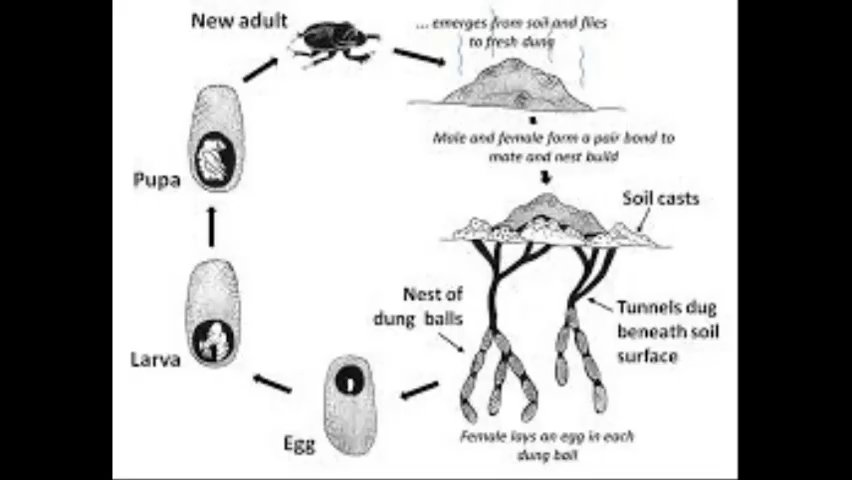 New adult
... emerges from soil and flies
to fresh dung
Male and female form a pair bond to
mate and nest build
Pupa
Soil casts
Nest of
dung balls
Tunnels dug
beneath soil
surface
Larva
Egg
Female lays an egg in each
dung ball